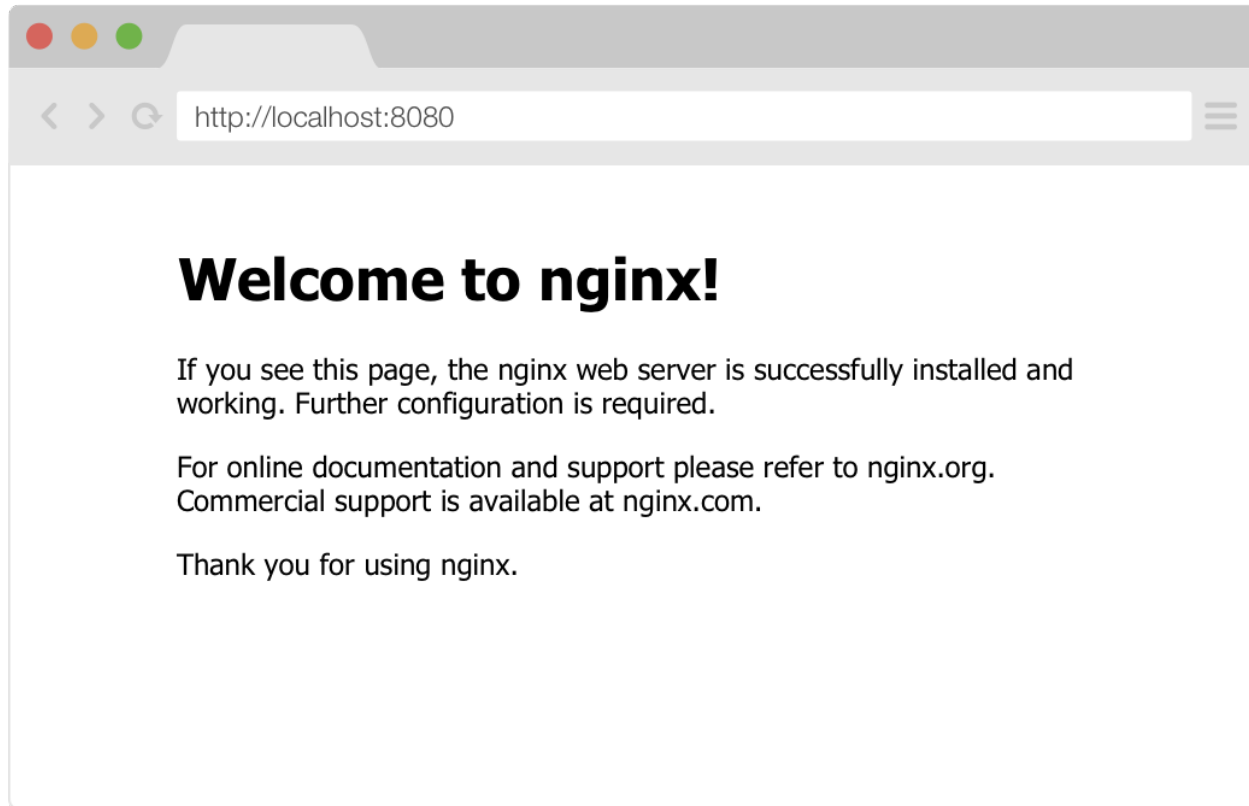 http://localhost:8080
Welcome to nginx!
If you see this page, the nginx web server is successfully installed and
working. Further configuration is required.
For online documentation and support please refer to nginx.org.
Commercial support is available at nginx.com.
Thank you for using nginx.